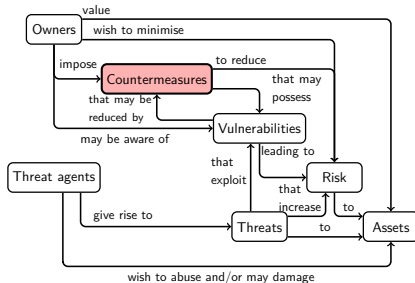 value
Owners
wish to minimise
impose
to reduce
Countermeasures
that may
possess
that may be
reduced by
Vulnerabilities
may be aware of
leading to
that
exploit
Threat agents
Risk
that
increase
give rise to
to
Threats
to
Assets
wish to abuse and/or may damage